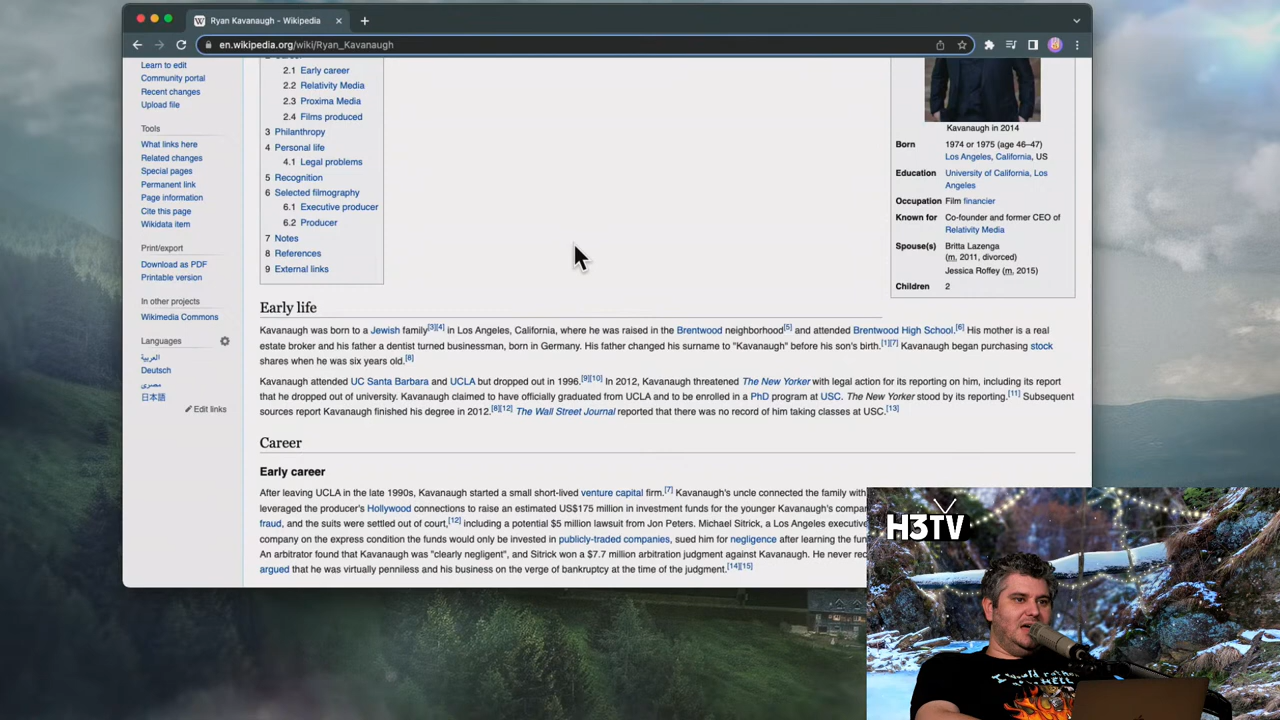 Ryan Kavanaugh - Wikipedia
en.wikipedia.org/wiki/Ryan_Kavanaugh
Learn to edit
Community portal
Recent changes
Upload file
Tools
What links here
Related changes
Special pages
Permanent link
Page information
Cite this page
Wikidata item
Print/export
Download as PDF
Printable version
In other projects
Wikimedia Commons
Languages
العربية
Deutsch
مصرى
日本語
Edit links
2.1 Early career
2.2 Relativity Media
2.3 Proxima Media
2.4 Films produced
3 Philanthropy
4 Personal life
4.1 Legal problems
5 Recognition
6 Selected filmography
6.1 Executive producer
6.2 Producer
7 Notes
8 References
9 External links
Kavanaugh in 2014
Born 1974 or 1975 (age 46–47)
Los Angeles, California, US
Education University of California, Los
Angeles
Occupation Film financier
Known for Co-founder and former CEO of
Relativity Media
Spouse(s) Britta Lazenga
(m. 2011, divorced)
Jessica Roffey (m. 2015)
Children 2
Early life
Kavanaugh was born to a Jewish family[3][4] in Los Angeles, California, where he was raised in the Brentwood neighborhood[5] and attended Brentwood High School.[6] His mother is a real
estate broker and his father a dentist turned businessman, born in Germany. His father changed his surname to "Kavanaugh" before his son's birth.[1][7] Kavanaugh began purchasing stock
shares when he was six years old.[8]
Kavanaugh attended UC Santa Barbara and UCLA but dropped out in 1996.[9][10] In 2012, Kavanaugh threatened The New Yorker with legal action for its reporting on him, including its report
that he dropped out of university. Kavanaugh claimed to have officially graduated from UCLA and to be enrolled in a PhD program at USC. The New Yorker stood by its reporting.[11] Subsequent
sources report Kavanaugh finished his degree in 2012.[8][12] The Wall Street Journal reported that there was no record of him taking classes at USC.[13]
Career
Early career
After leaving UCLA in the late 1990s, Kavanaugh started a small short-lived venture capital firm.[7] Kavanaugh's uncle connected the family with
leveraged the producer's Hollywood connections to raise an estimated US$175 million in investment funds for the younger Kavanaugh's compa
fraud, and the suits were settled out of court,[12] including a potential $5 million lawsuit from Jon Peters. Michael Sitrick, a Los Angeles executive
company on the express condition the funds would only be invested in publicly-traded companies, sued him for negligence after learning the fun
An arbitrator found that Kavanaugh was "clearly negligent", and Sitrick won a $7.7 million arbitration judgment against Kavanaugh. He never rec
argued that he was virtually penniless and his business on the verge of bankruptcy at the time of the judgment.[14][15]
H3TV